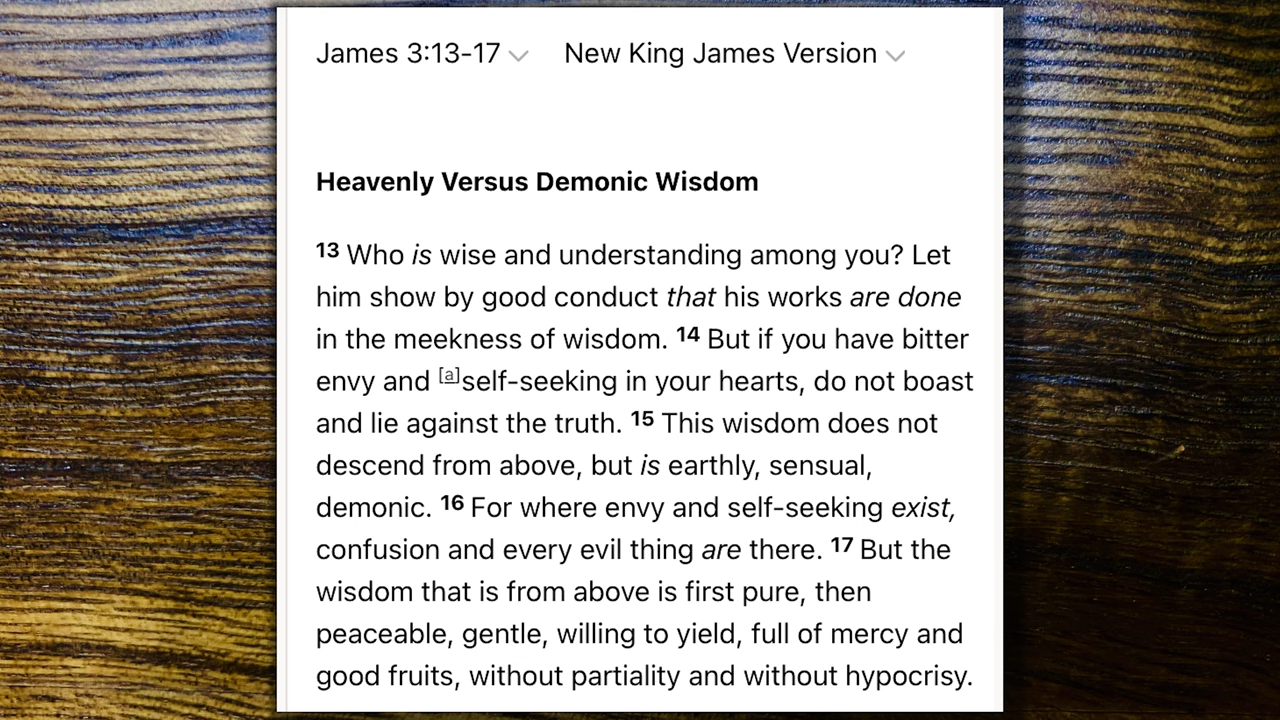 James 3:13-17 New King James Version
Heavenly Versus Demonic Wisdom
13 Who is wise and understanding among you? Let
him show by good conduct that his works are done
in the meekness of wisdom. 14 But if you have bitter
envy and [a]self-seeking in your hearts, do not boast
and lie against the truth. 15 This wisdom does not
descend from above, but is earthly, sensual,
demonic. 16 For where envy and self-seeking exist,
confusion and every evil thing are there. 17 But the
wisdom that is from above is first pure, then
peaceable, gentle, willing to yield, full of mercy and
good fruits, without partiality and without hypocrisy.